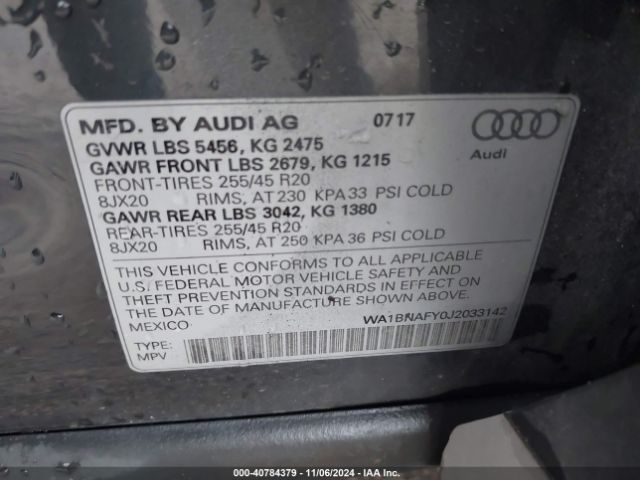 MFD. BY AUDI AG 0717
GVWR LBS 5456, KG 2475
GAWR FRONT LBS 2679, KG 1215
FRONT-TIRES 255/45 R20
8JX20 RIMS, AT 230 KPA 33 PSI COLD
GAWR REAR LBS 3042, KG 1380
REAR-TIRES 255/45 R20
8JX20 RIMS, AT 250 KPA 36 PSI COLD
Audi
THIS VEHICLE CONFORMS TO ALL APPLICABLE
U.S. FEDERAL MOTOR VEHICLE SAFETY AND
THEFT PREVENTION STANDARDS IN EFFECT ON
THE DATE OF MANUFACTURE SHOWN ABOVE.
MEXICO WA1BNAFY0J2033142
TYPE:
MPV
000-40784379 - 11/06/2024 - IAA Inc.